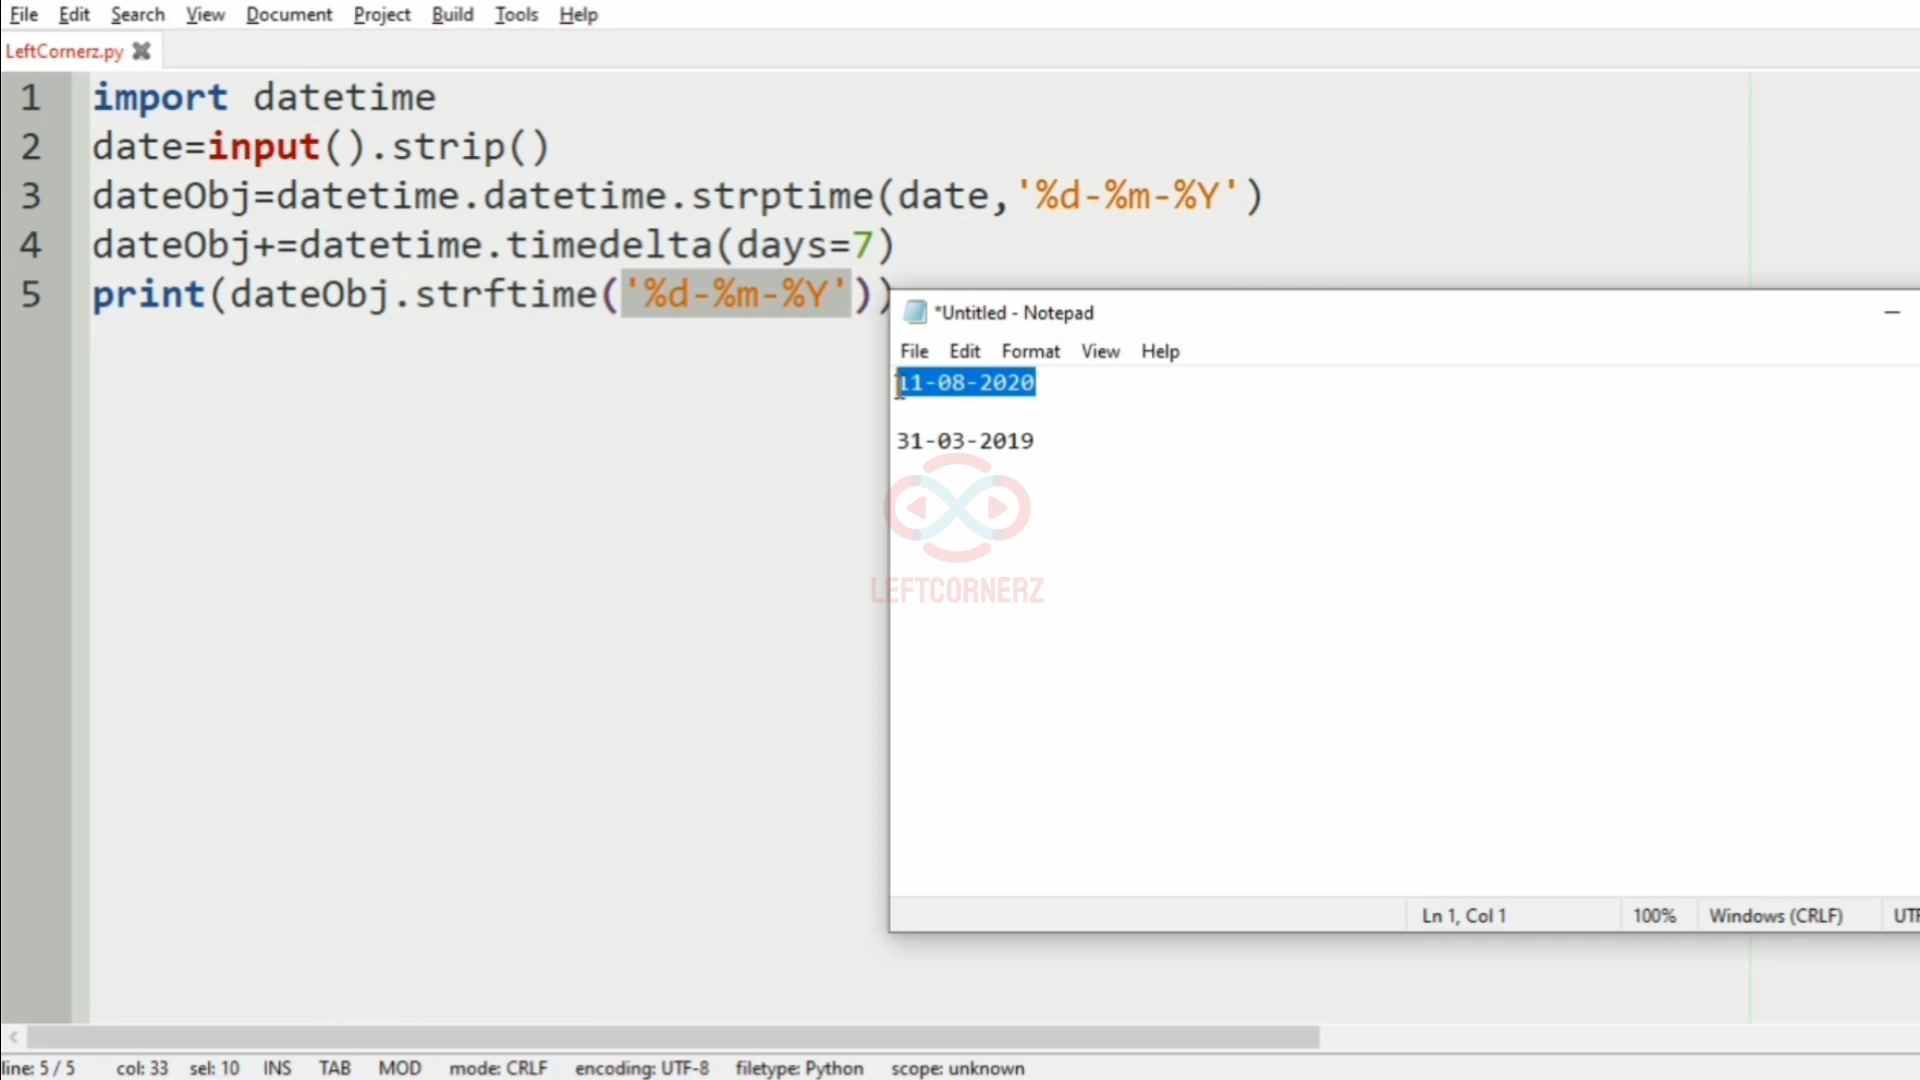 File Edit Search View Document Project Build Tools Help
LeftCornerz.py
1 import datetime
2 date=input().strip()
3 dateObj=datetime.datetime.strptime(date,'%d-%m-%Y')
4 dateObj+=datetime.timedelta(days=7)
5 print(dateObj.strftime('%d-%m-%Y'))
*Untitled - Notepad
File Edit Format View Help
11-08-2020
31-03-2019
LEFTCORNERZ
Ln 1, Col 1 100% Windows (CRLF) UTF
line: 5 / 5 col: 33 sel: 10 INS TAB MOD mode: CRLF encoding: UTF-8 filetype: Python scope: unknown